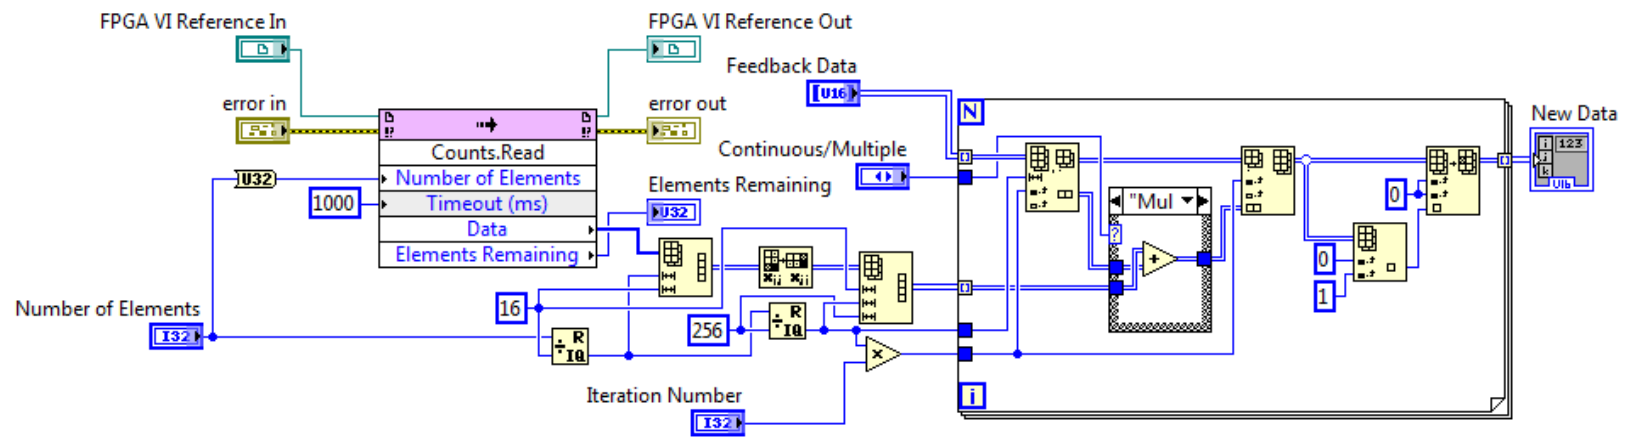 FPGA VI Reference In
FPGA VI Reference Out
Feedback Data
[U16]
error in
error out
N
New Data
i
123
j
k
U16
Counts.Read
Continuous/Multiple
U32
Number of Elements
Elements Remaining
1000
Timeout (ms)
U32
"Mul
0
Data
?
Elements Remaining
+
0
16
1
Number of Elements
256
R
IQ
I32
R
IQ
x
Iteration Number
i
I32